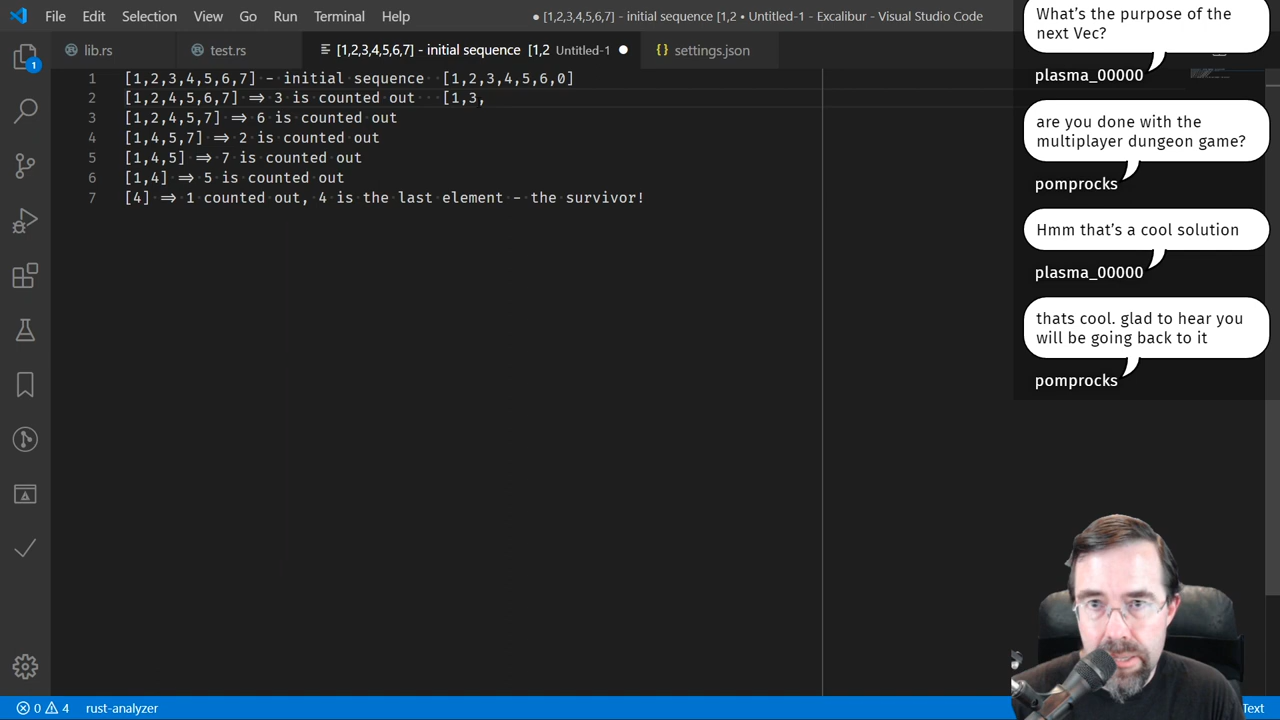 File Edit Selection View Go Run Terminal Help
● [1,2,3,4,5,6,7] - initial sequence [1,2 • Untitled-1 - Excalibur - Visual Studio Code
lib.rs
test.rs
[1,2,3,4,5,6,7] - initial sequence [1,2 Untitled-1 ●
{ } settings.json
1
1 [1,2,3,4,5,6,7] - initial sequence [1,2,3,4,5,6,0]
2 [1,2,4,5,6,7] => 3 is counted out [1,3,
3 [1,2,4,5,7] => 6 is counted out
4 [1,4,5,7] => 2 is counted out
5 [1,4,5] => 7 is counted out
6 [1,4] => 5 is counted out
7 [4] => 1 counted out, 4 is the last element - the survivor!
What's the purpose of the
next Vec?
plasma_00000
are you done with the
multiplayer dungeon game?
pomprocks
Hmm that's a cool solution
plasma_00000
thats cool. glad to hear you
will be going back to it
pomprocks
0 4 rust-analyzer
Text